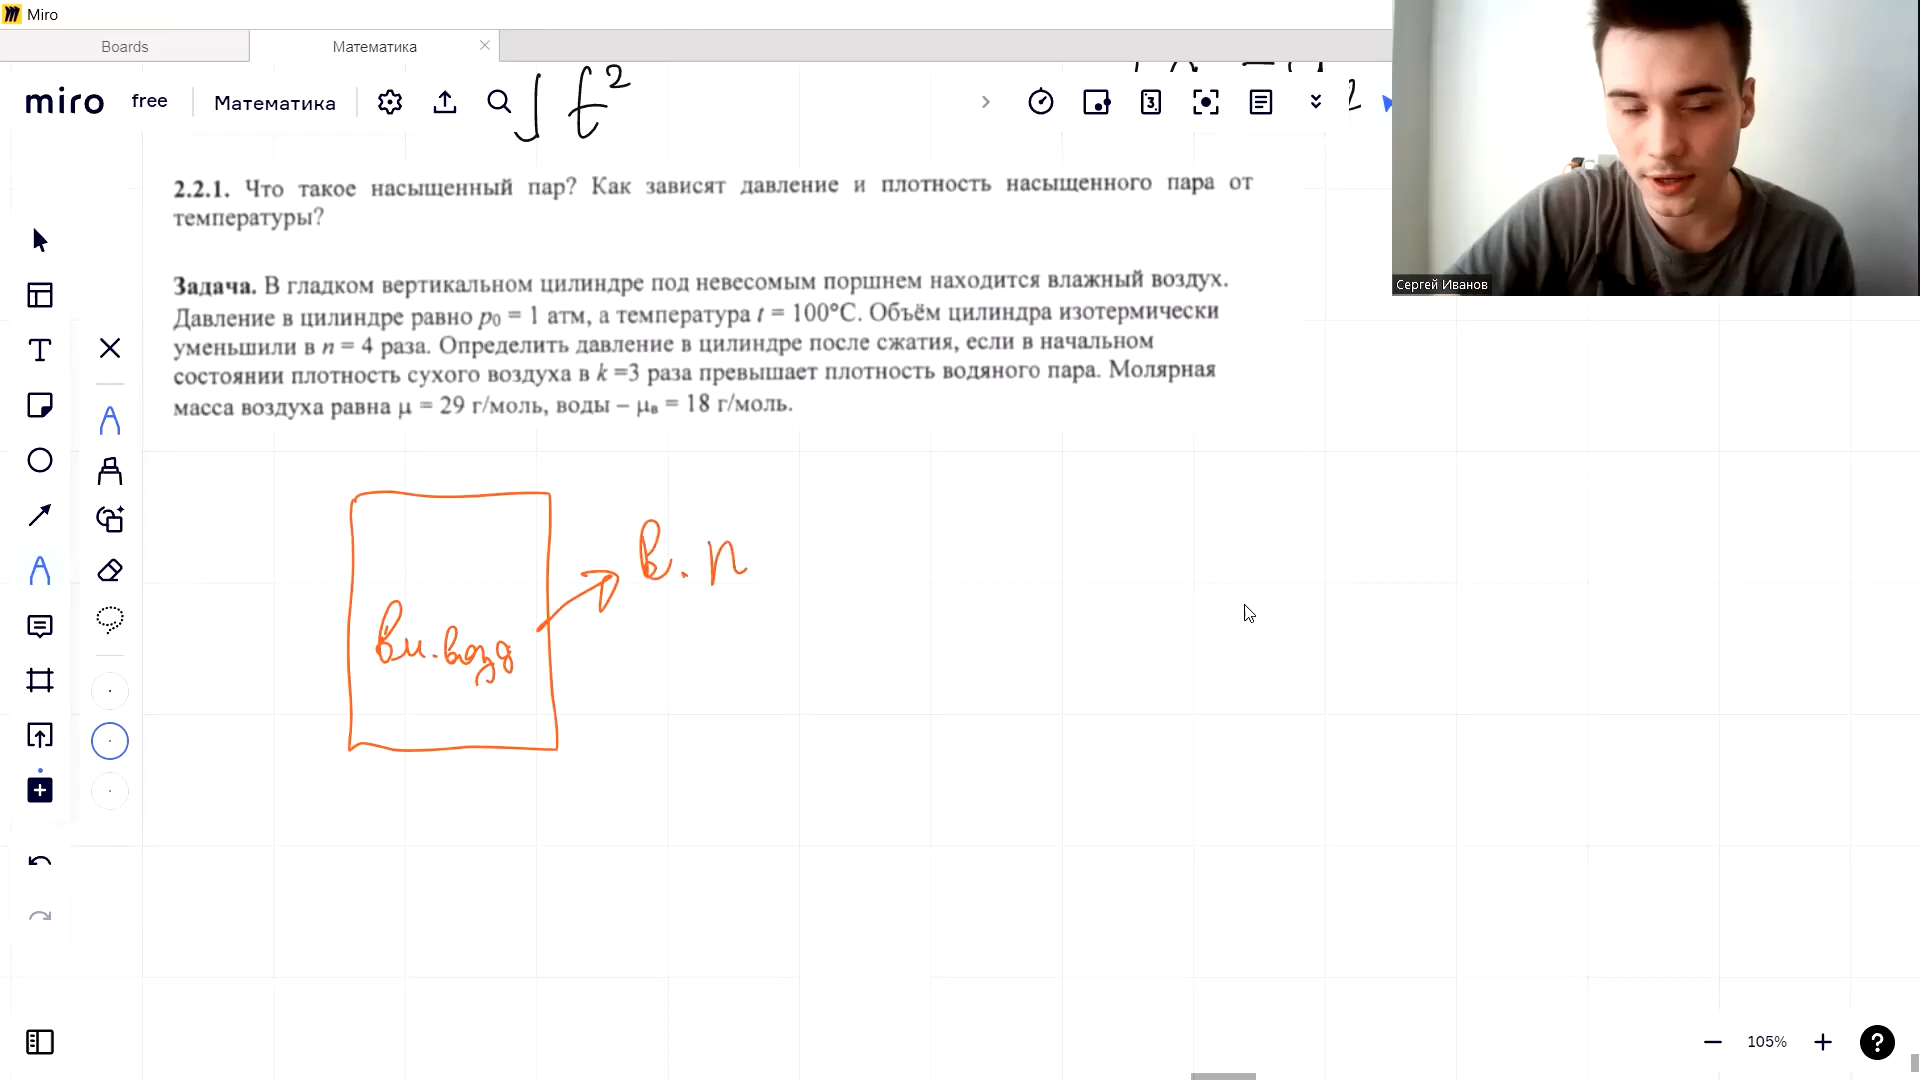 Miro
Boards
Математика
miro
free
Математика
∫ t²
3
2
2.2.1. Что такое насыщенный пар? Как зависят давление и плотность насыщенного пара от
температуры?
Задача. В гладком вертикальном цилиндре под невесомым поршнем находится влажный воздух.
Давление в цилиндре равно p₀ = 1 атм, а температура t = 100°C. Объём цилиндра изотермически
уменьшили в n = 4 раза. Определить давление в цилиндре после сжатия, если в начальном
состоянии плотность сухого воздуха в k =3 раза превышает плотность водяного пара. Молярная
масса воздуха равна μ = 29 г/моль, воды – μв = 18 г/моль.
Сергей Иванов
в. п
вл. возд
105%